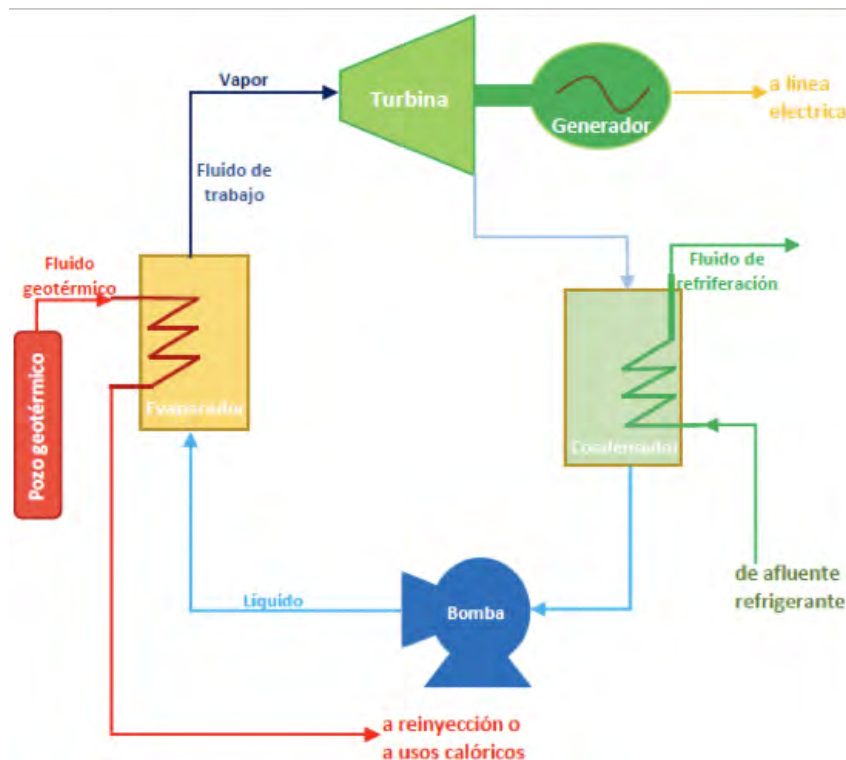 Vapor
Turbina
Generador
a linea
electrica
Fluido de
trabajo
Fluido
geotérmico
Fluido de
refriferación
Pozo geotérmico
Evaporador
Condensador
de afluente
refrigerante
Líquido
Bomba
a reinyección o
a usos calóricos